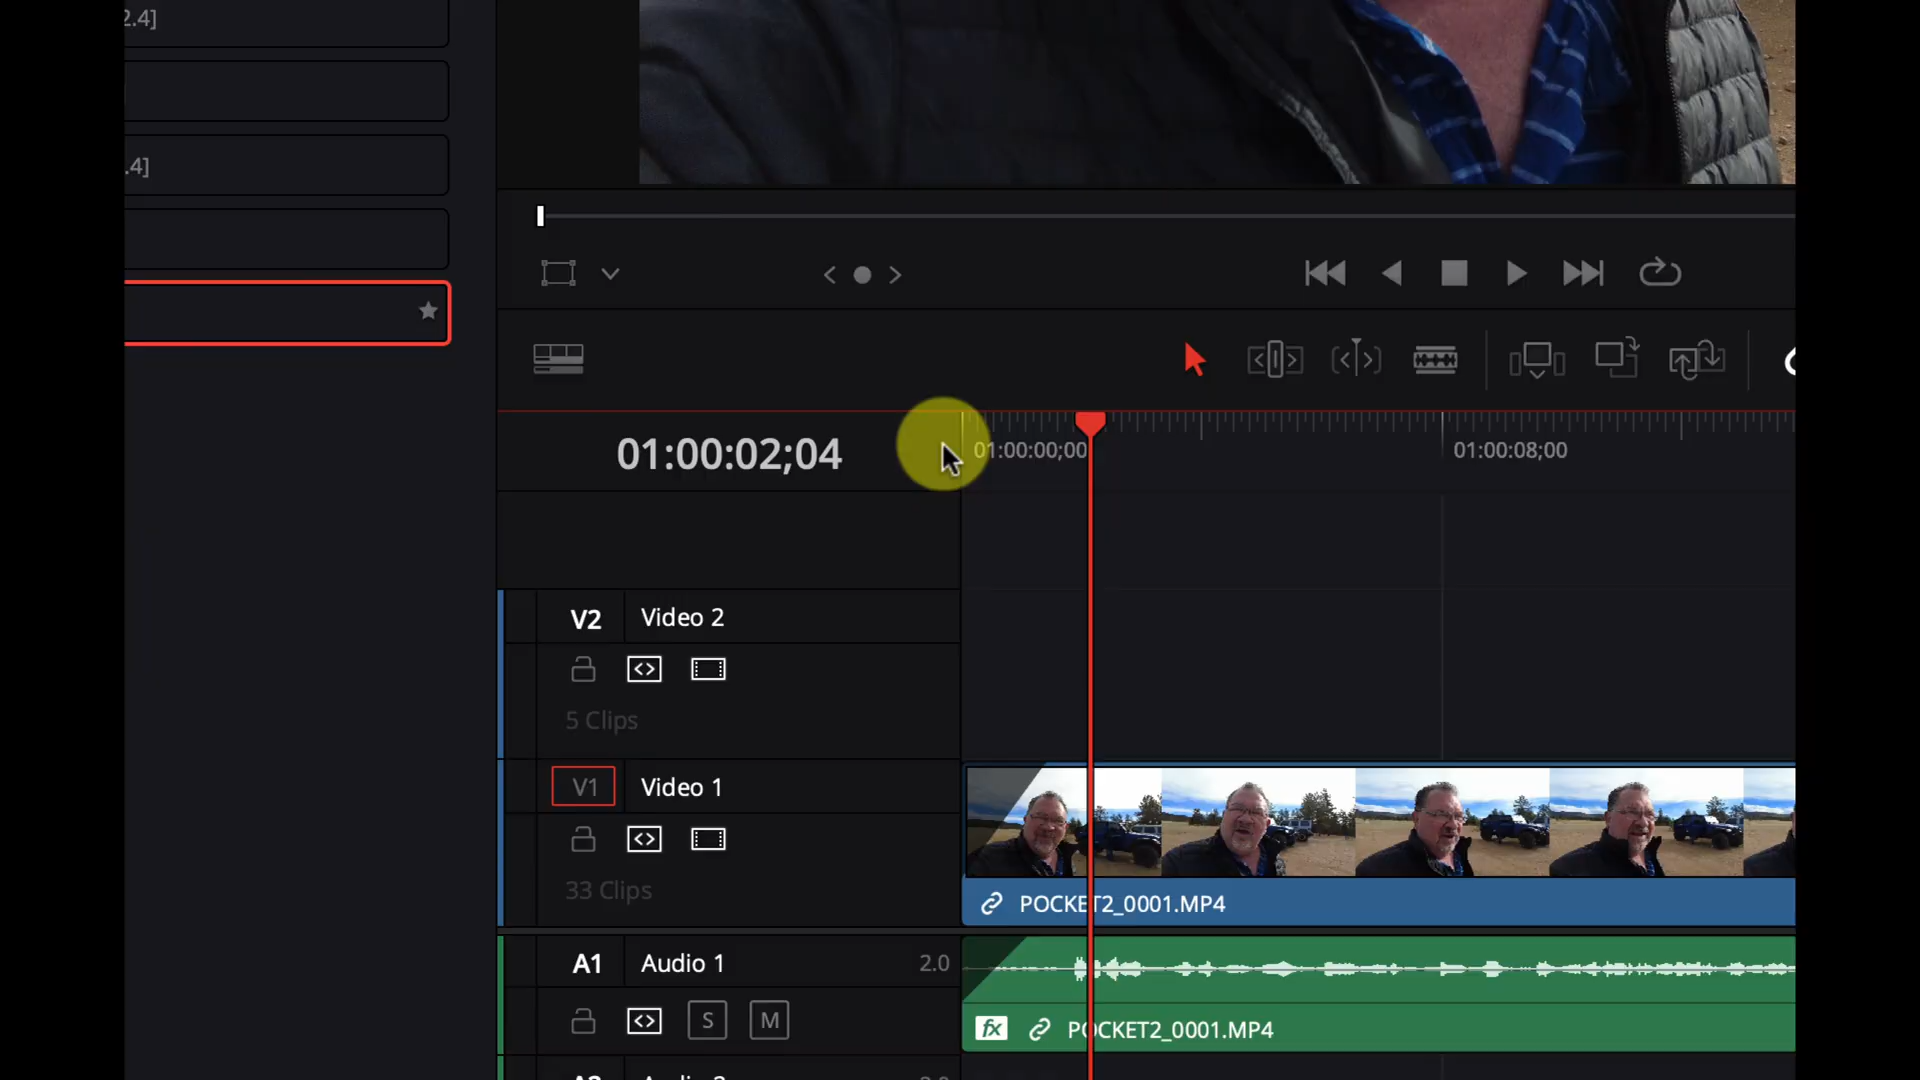 2.4]
.4]
01:00:02;04
01:00:00;00
01:00:08;00
V2 Video 2
5 Clips
V1 Video 1
33 Clips
POCKET2_0001.MP4
A1 Audio 1 2.0
S M
fx POCKET2_0001.MP4